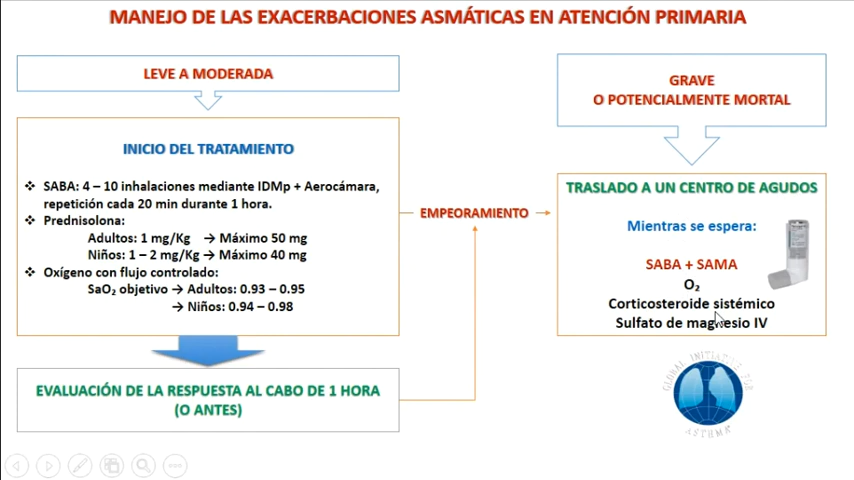 MANEJO DE LAS EXACERBACIONES ASMÁTICAS EN ATENCIÓN PRIMARIA
LEVE A MODERADA
INICIO DEL TRATAMIENTO
❖ SABA: 4 – 10 inhalaciones mediante IDMp + Aerocámara,
repetición cada 20 min durante 1 hora.
❖ Prednisolona:
Adultos: 1 mg/Kg → Máximo 50 mg
Niños: 1 – 2 mg/Kg → Máximo 40 mg
❖ Oxígeno con flujo controlado:
SaO₂ objetivo → Adultos: 0.93 – 0.95
→ Niños: 0.94 – 0.98
EVALUACIÓN DE LA RESPUESTA AL CABO DE 1 HORA
(O ANTES)
EMPEORAMIENTO
GRAVE
O POTENCIALMENTE MORTAL
TRASLADO A UN CENTRO DE AGUDOS
Mientras se espera:
SABA + SAMA
O₂
Corticosteroide sistémico
Sulfato de magnesio IV
GLOBAL INITIATIVE FOR
ASTHMA